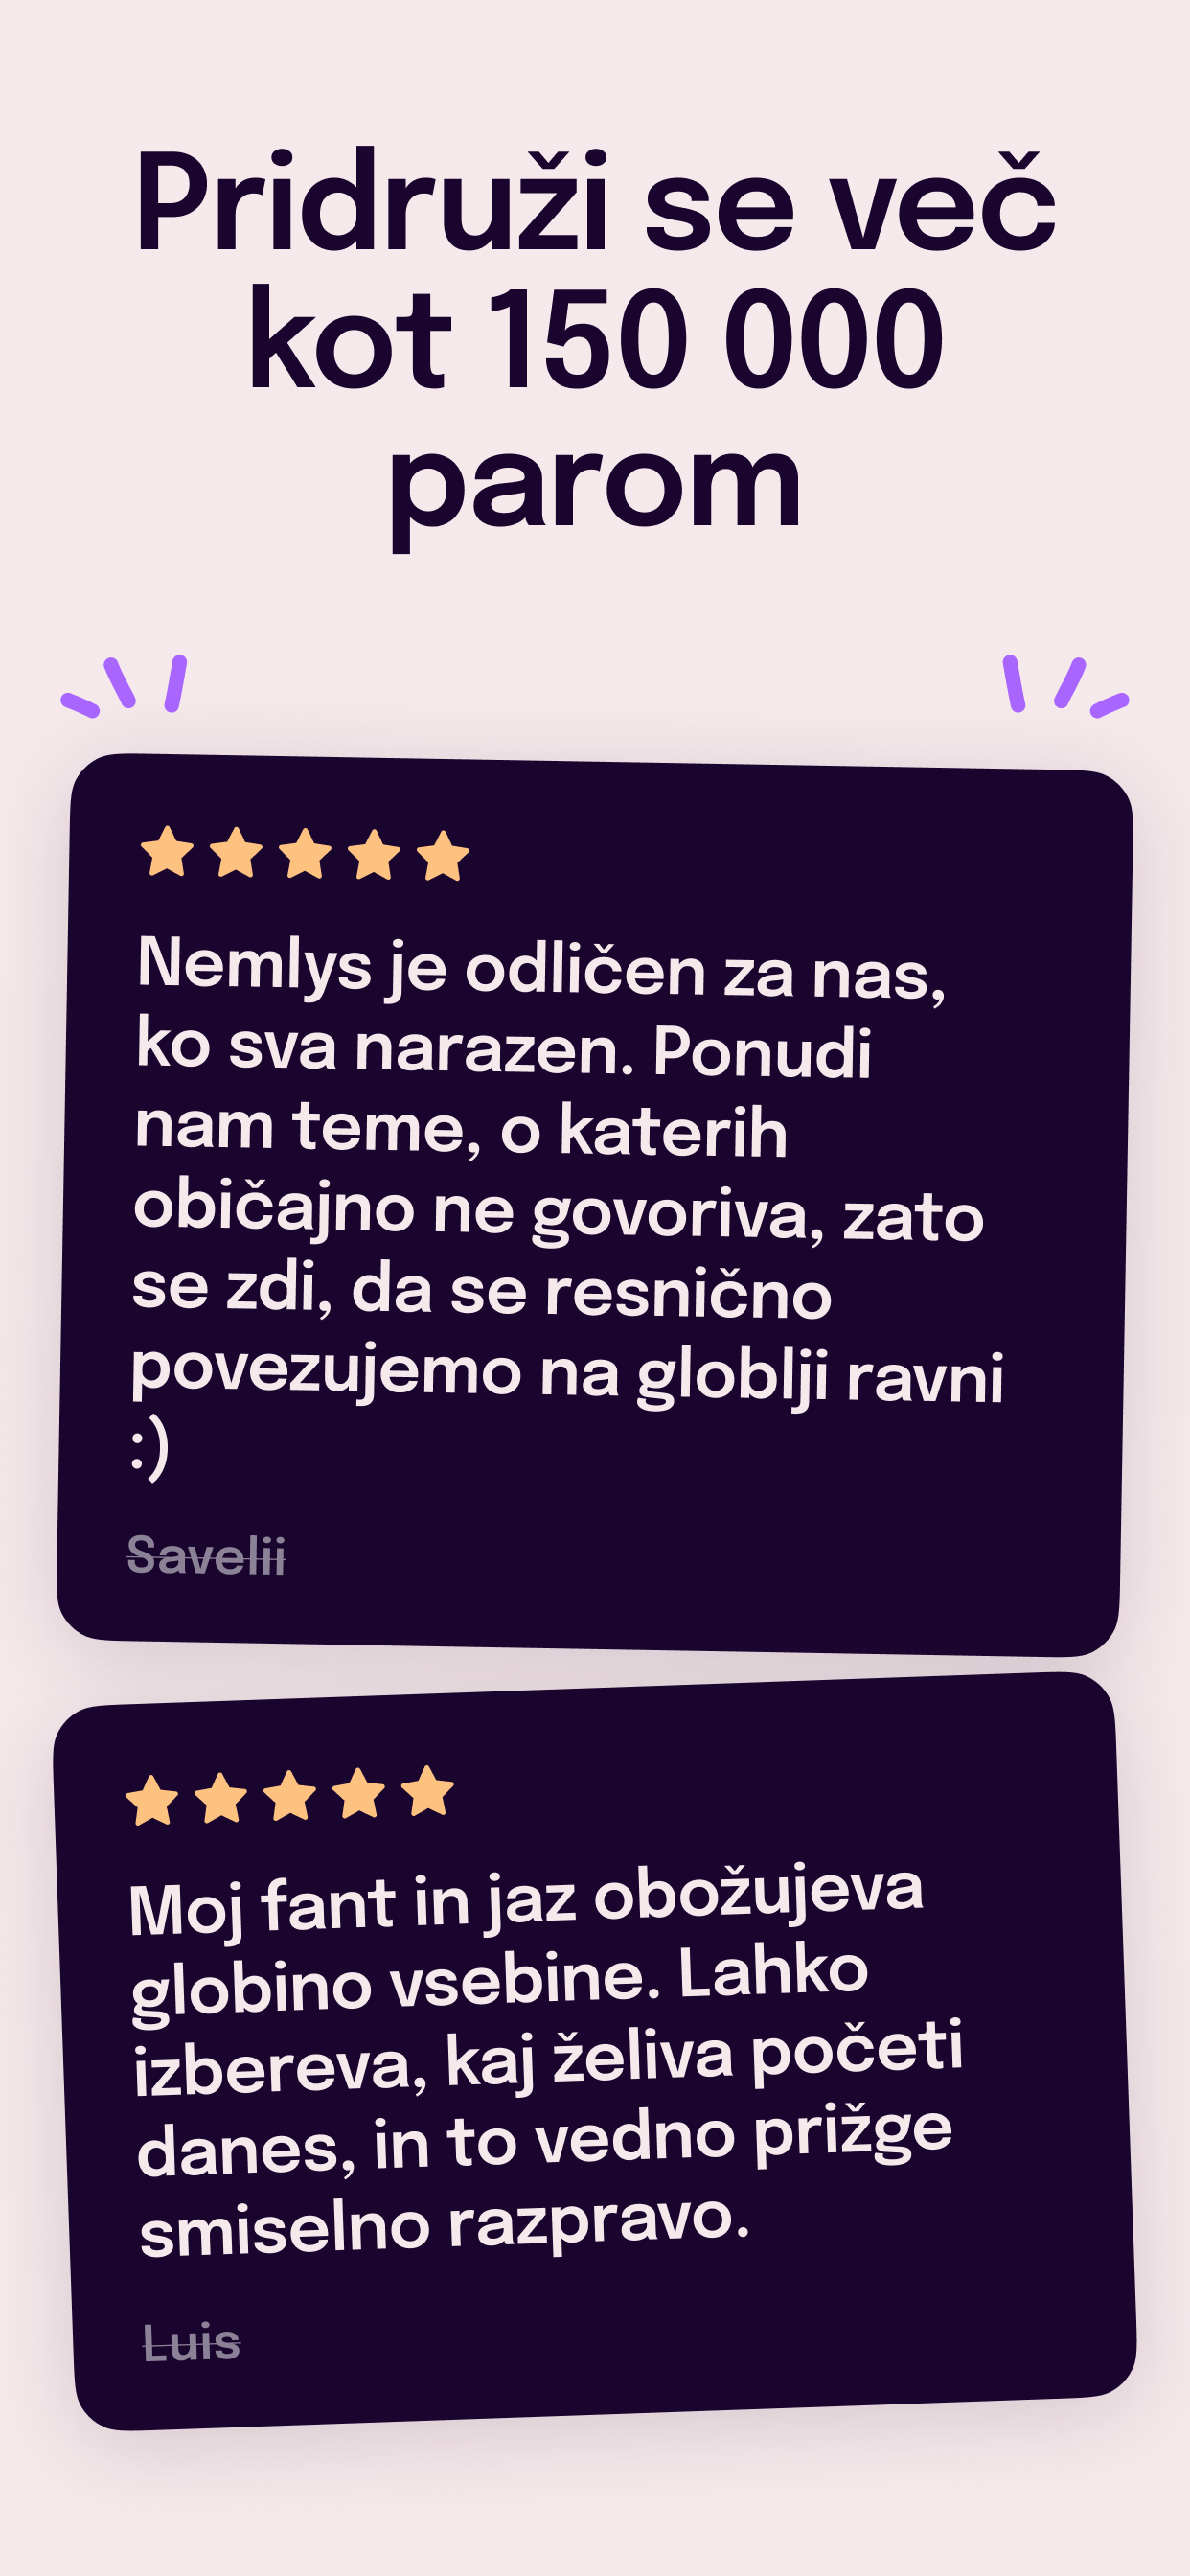 Pridruži se več
kot 150 000
parom
Nemlys je odličen za nas,
ko sva narazen. Ponudi
nam teme, o katerih
običajno ne govoriva, zato
se zdi, da se resnično
povezujemo na globlji ravni
:)
Savelii
Moj fant in jaz obožujeva
globino vsebine. Lahko
izbereva, kaj želiva početi
danes, in to vedno prižge
smiselno razpravo.
Luis